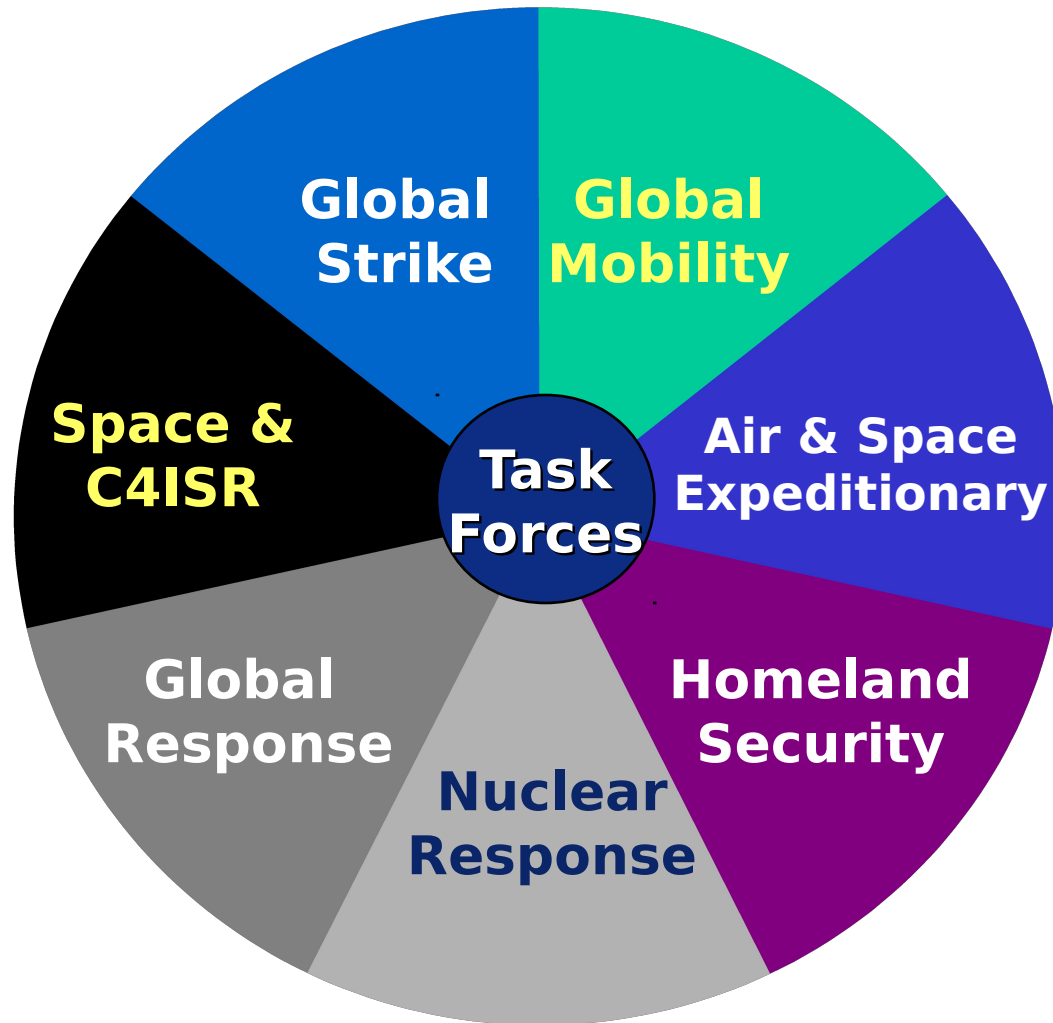 Global
Strike
Global
Mobility
Air & Space
Expeditionary
Homeland
Security
Nuclear
Response
Global
Response
Space &
C4ISR
Task
Forces